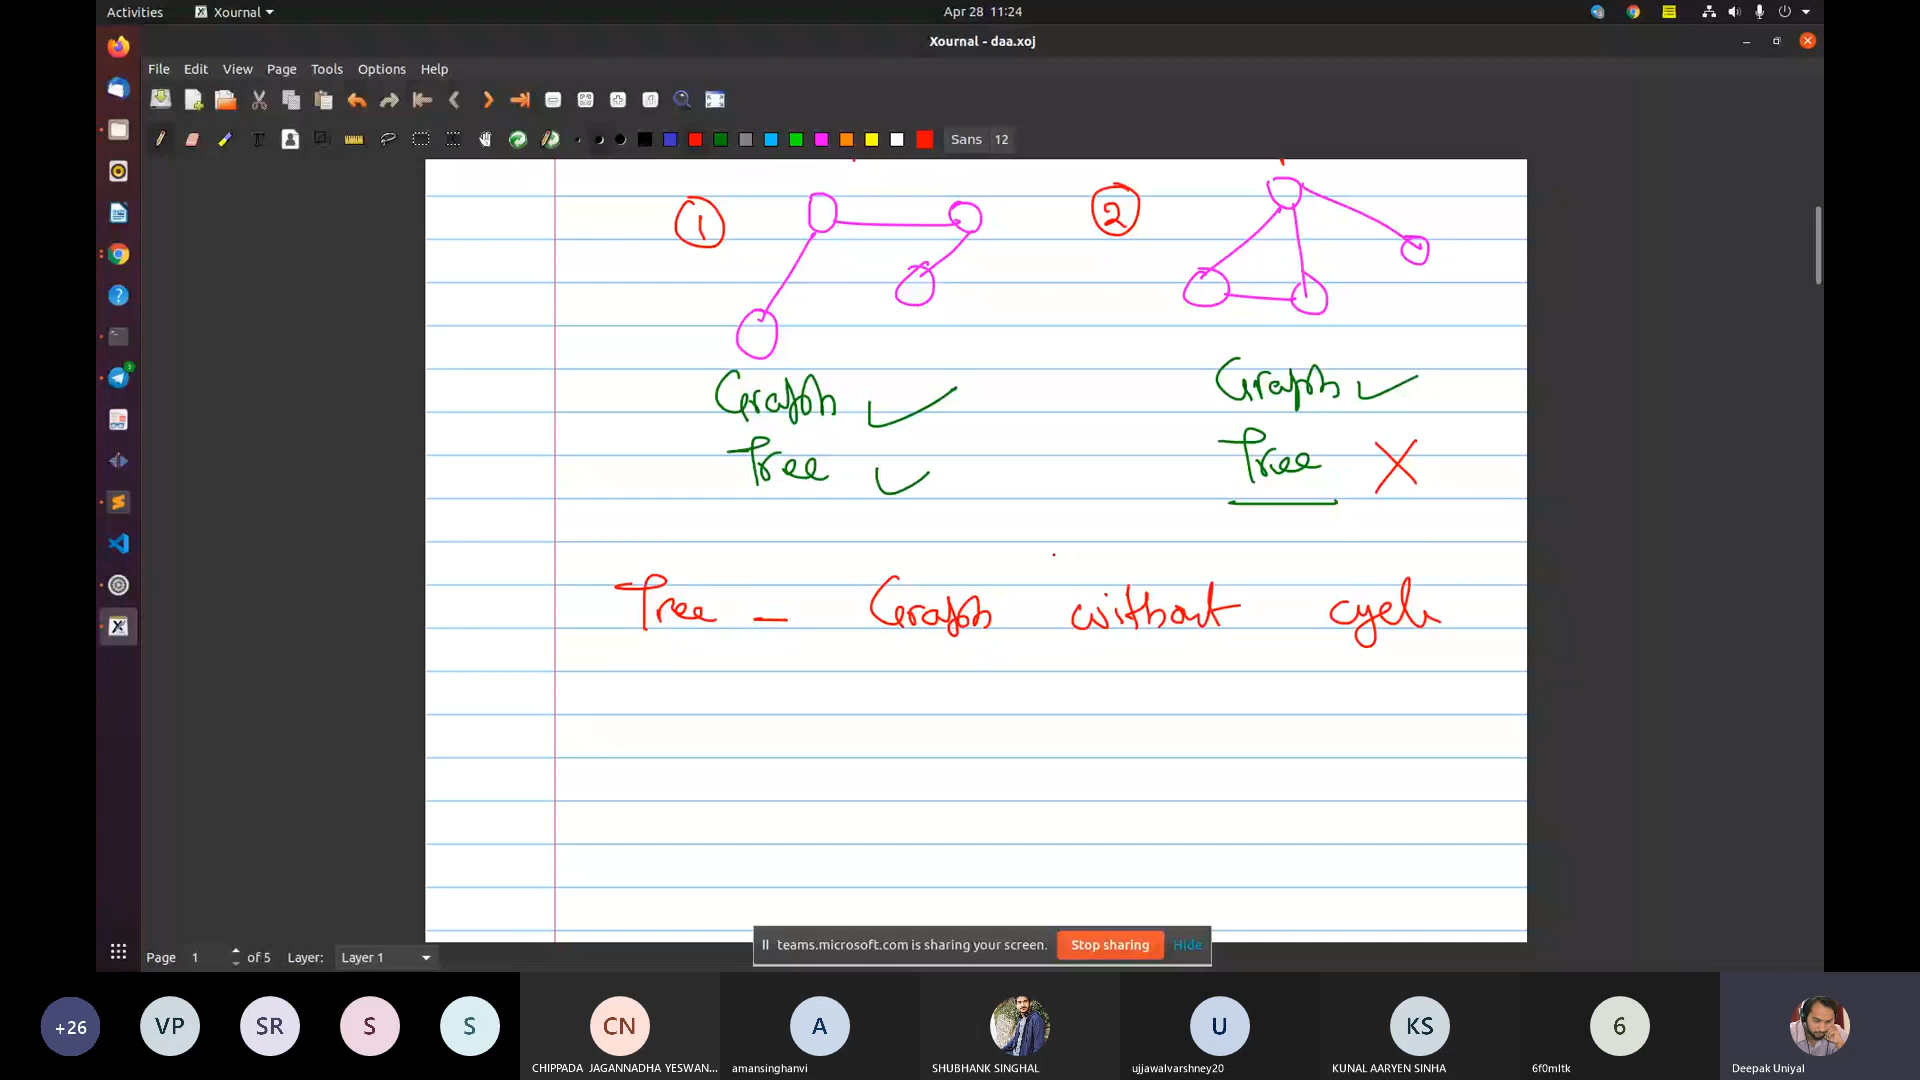 Activities Xournal Apr 28 11:24
Xournal - daa.xoj
File Edit View Page Tools Options Help
Sans 12
1 2
Graph Graph
Tree Tree
Tree - Graph without cycle
teams.microsoft.com is sharing your screen. Stop sharing Hide
Page 1 of 5 Layer: Layer 1
+26 VP SR S S CN A U KS 6
CHIPPADA JAGANNADHA YESWAN... amansinghanvi SHUBHANK SINGHAL ujjawalvarshney20 KUNAL AARYEN SINHA 6f0mltk Deepak Uniyal